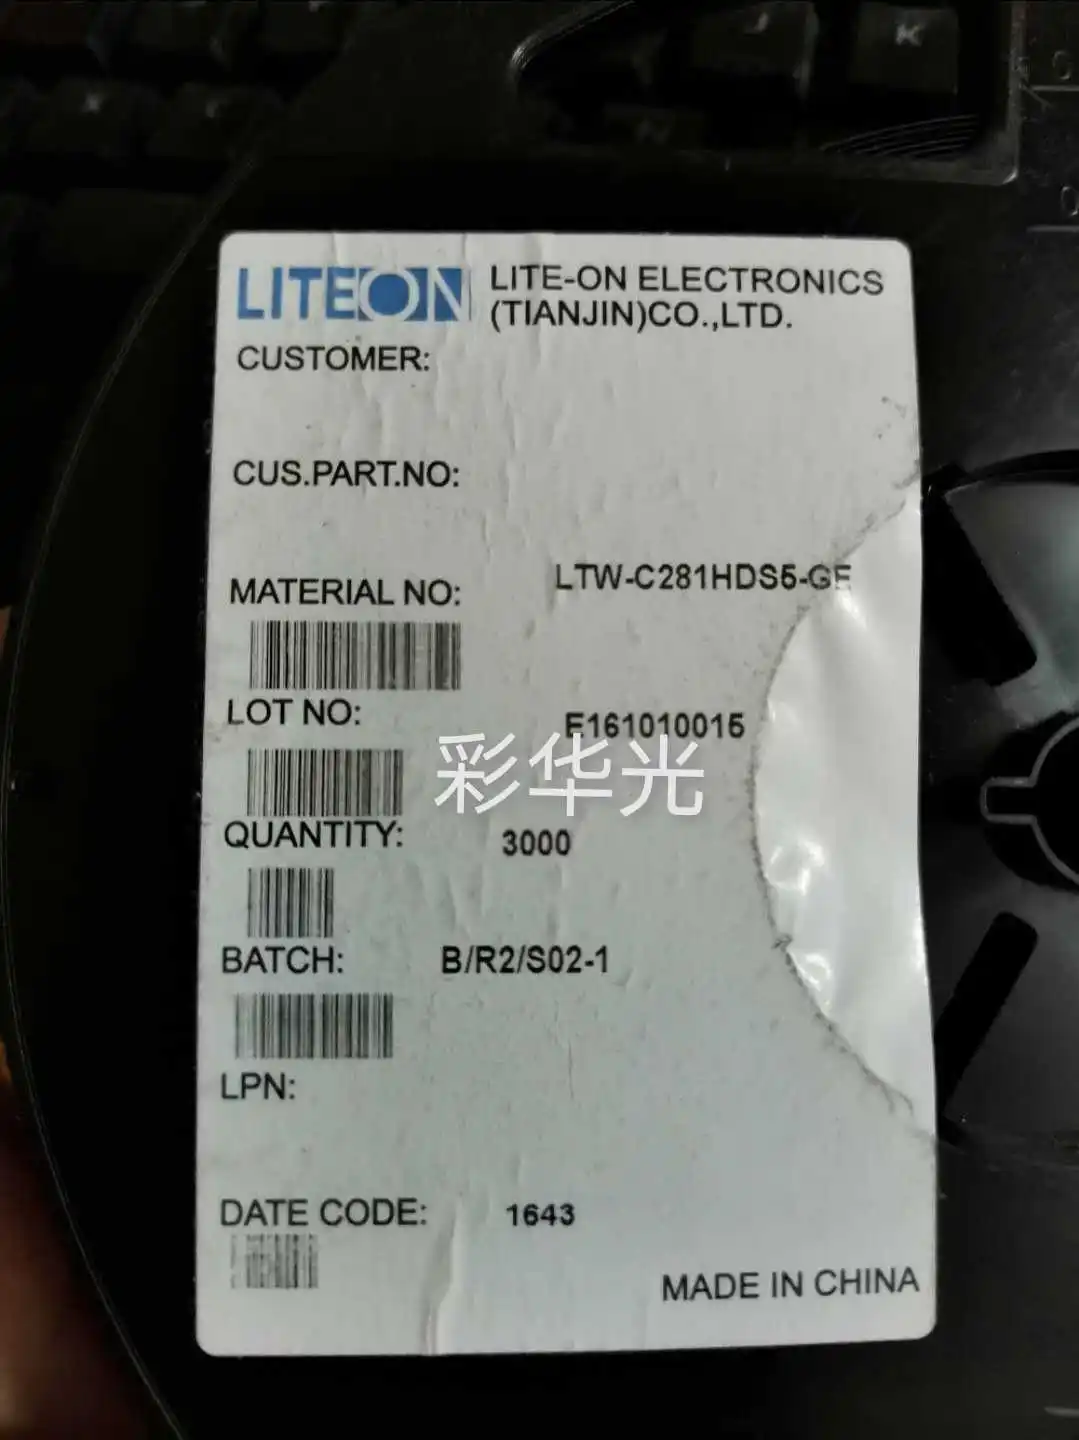 K
LITEON
LITE-ON ELECTRONICS
(TIANJIN)CO.,LTD.
CUSTOMER:
CUS.PART.NO:
MATERIAL NO: LTW-C281HDS5-GE
LOT NO: E161010015
彩华光
QUANTITY: 3000
BATCH: B/R2/S02-1
LPN:
DATE CODE: 1643
MADE IN CHINA